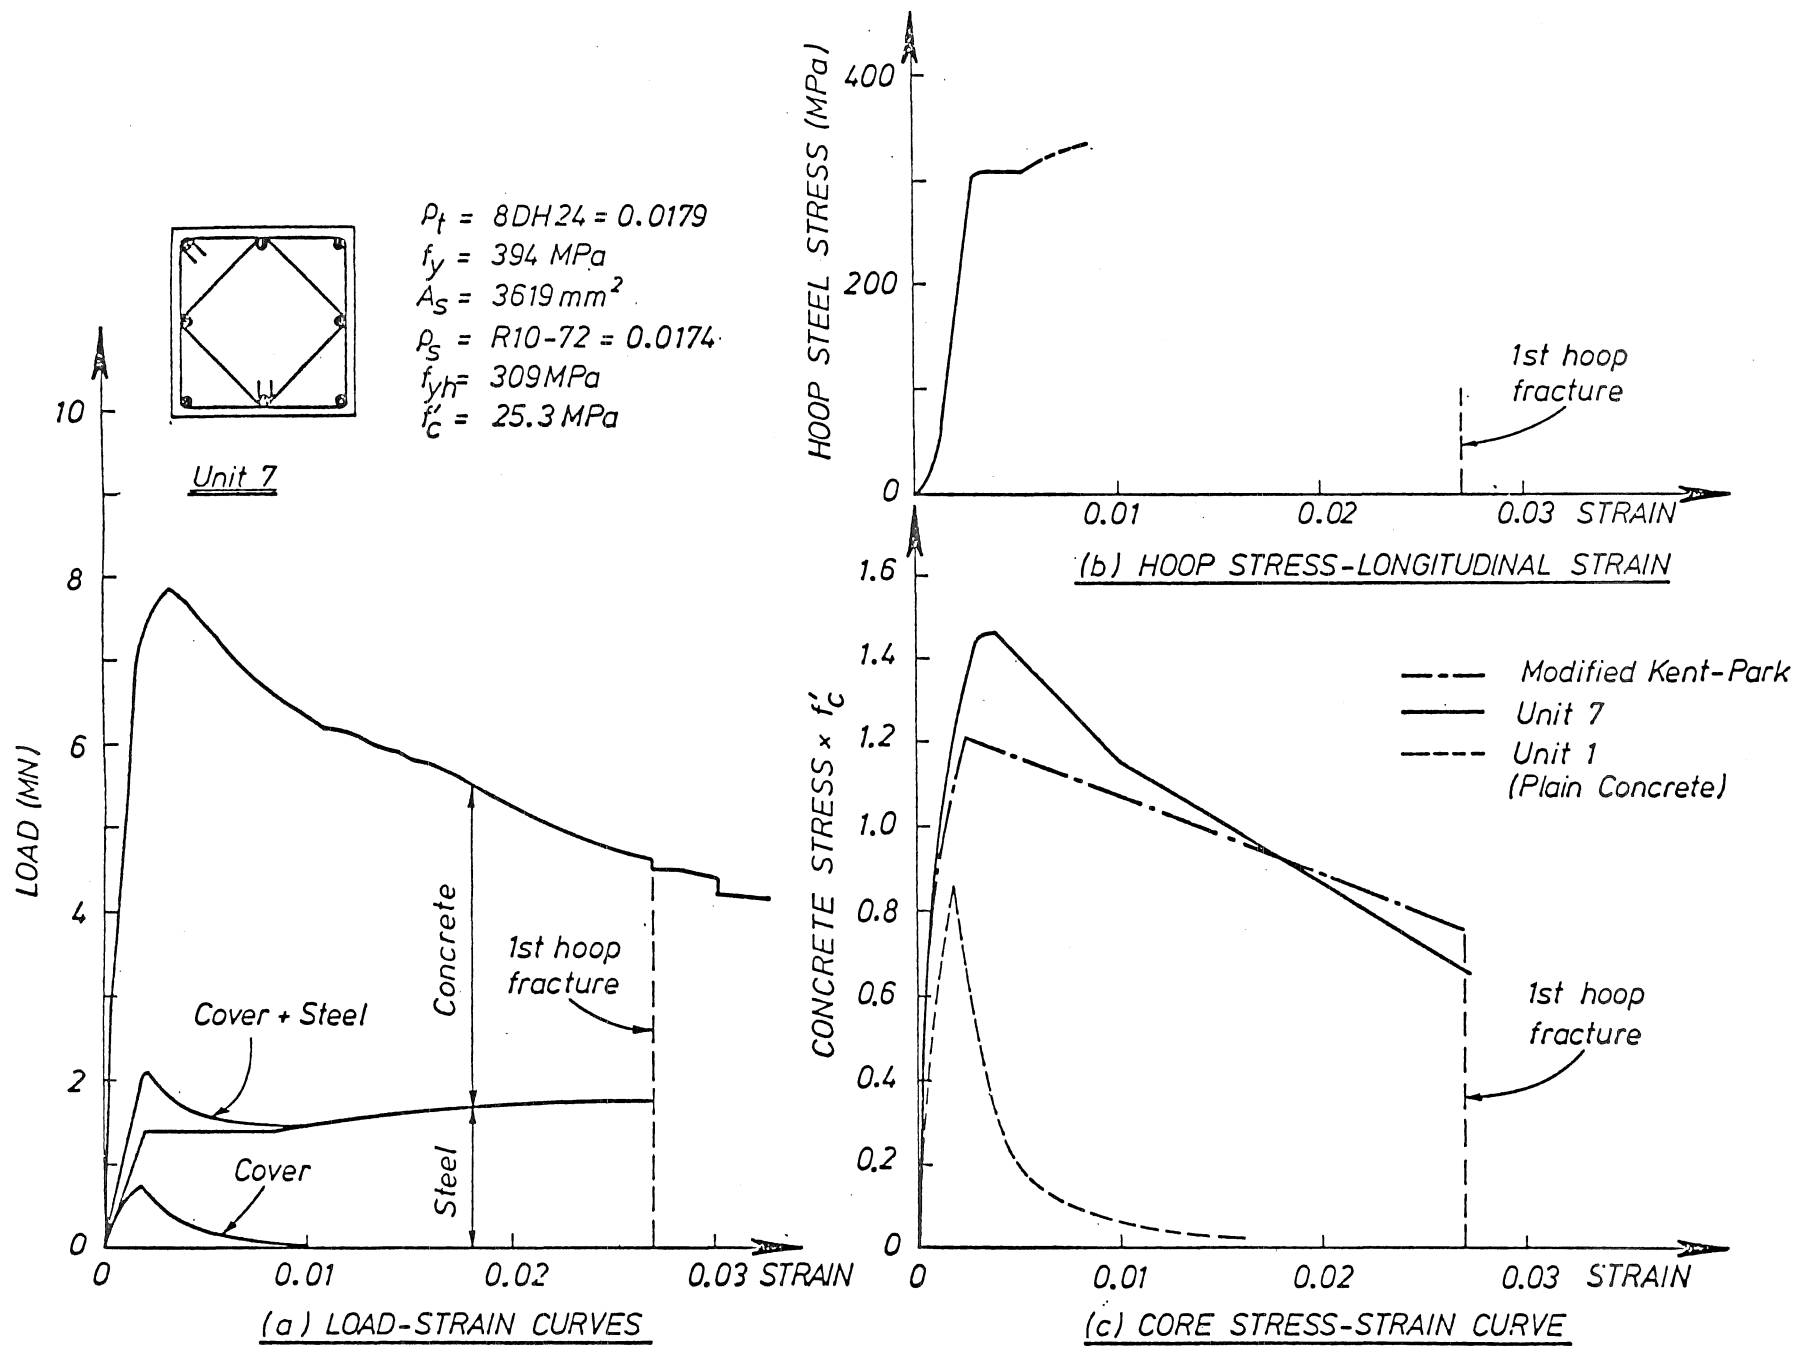 ρt = 8DH24 = 0.0179
fy = 394 MPa
As = 3619 mm²
ρs = R10-72 = 0.0174
fyh = 309 MPa
f'c = 25.3 MPa
Unit 7
LOAD (MN)
10
8
6
4
2
0
Cover + Steel
Cover
Concrete
Steel
1st hoop
fracture
0
0.01
0.02
0.03
STRAIN
(a) LOAD-STRAIN CURVES
HOOP STEEL STRESS (MPa)
400
200
0
1st hoop
fracture
0.01
0.02
0.03
STRAIN
(b) HOOP STRESS-LONGITUDINAL STRAIN
CONCRETE STRESS × f'c
1.6
1.4
1.2
1.0
0.8
0.6
0.4
0.2
0
Modified Kent-Park
Unit 7
Unit 1
(Plain Concrete)
1st hoop
fracture
0
0.01
0.02
0.03
STRAIN
(c) CORE STRESS-STRAIN CURVE